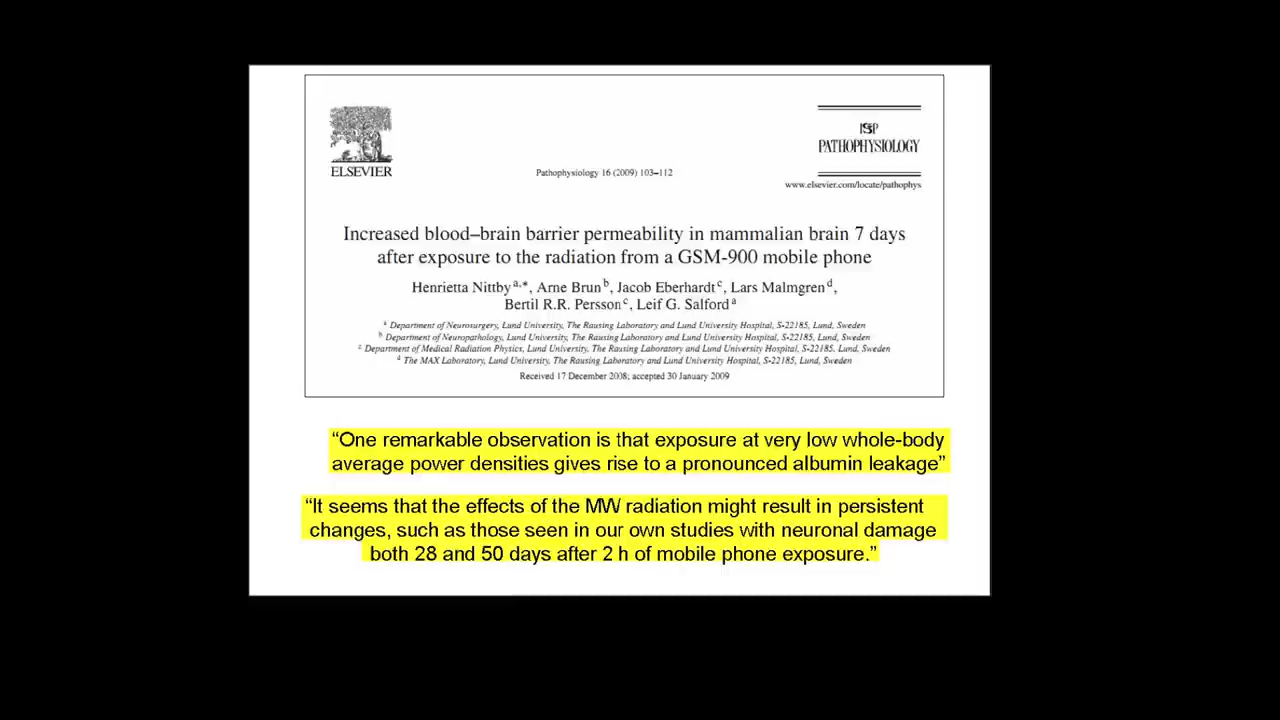 ELSEVIER
Pathophysiology 16 (2009) 103–112
ISP
PATHOPHYSIOLOGY
www.elsevier.com/locate/pathophys
Increased blood–brain barrier permeability in mammalian brain 7 days
after exposure to the radiation from a GSM-900 mobile phone
Henrietta Nittby a,*, Arne Brun b, Jacob Eberhardt c, Lars Malmgren d,
Bertil R.R. Persson c, Leif G. Salford a
a Department of Neurosurgery, Lund University, The Rausing Laboratory and Lund University Hospital, S-22185, Lund, Sweden
b Department of Neuropathology, Lund University, The Rausing Laboratory and Lund University Hospital, S-22185, Lund, Sweden
c Department of Medical Radiation Physics, Lund University, The Rausing Laboratory and Lund University Hospital, S-22185, Lund, Sweden
d The MAX Laboratory, Lund University, The Rausing Laboratory and Lund University Hospital, S-22185, Lund, Sweden
Received 17 December 2008; accepted 30 January 2009
“One remarkable observation is that exposure at very low whole-body
average power densities gives rise to a pronounced albumin leakage”
“It seems that the effects of the MW radiation might result in persistent
changes, such as those seen in our own studies with neuronal damage
both 28 and 50 days after 2 h of mobile phone exposure.”